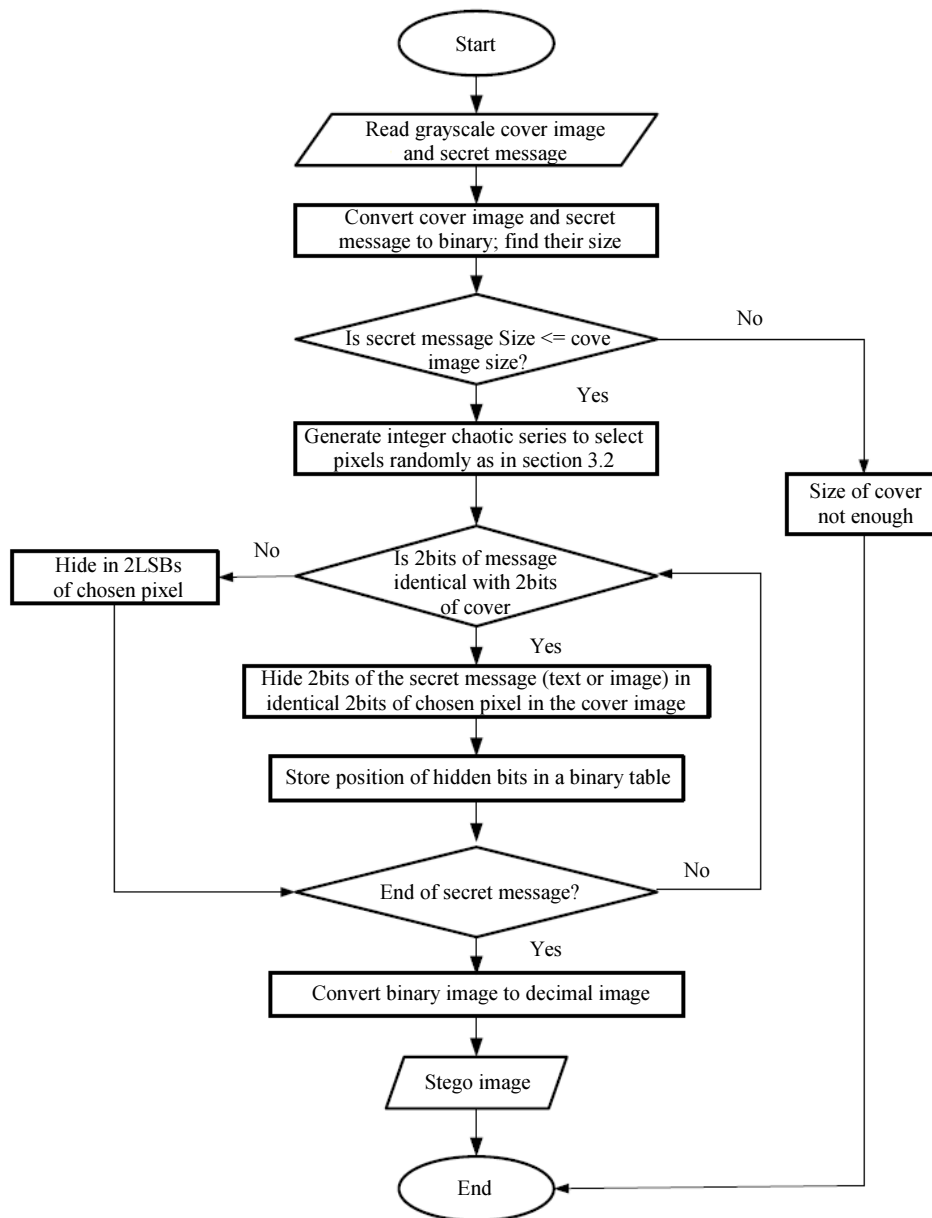 Start
Read grayscale cover image
and secret message
Convert cover image and secret
message to binary; find their size
No
Is secret message Size <= cove
image size?
Yes
Generate integer chaotic series to select
pixels randomly as in section 3.2
Size of cover
not enough
No
Hide in 2LSBs
of chosen pixel
Is 2bits of message
identical with 2bits
of cover
Yes
Hide 2bits of the secret message (text or image) in
identical 2bits of chosen pixel in the cover image
Store position of hidden bits in a binary table
No
End of secret message?
Yes
Convert binary image to decimal image
Stego image
End